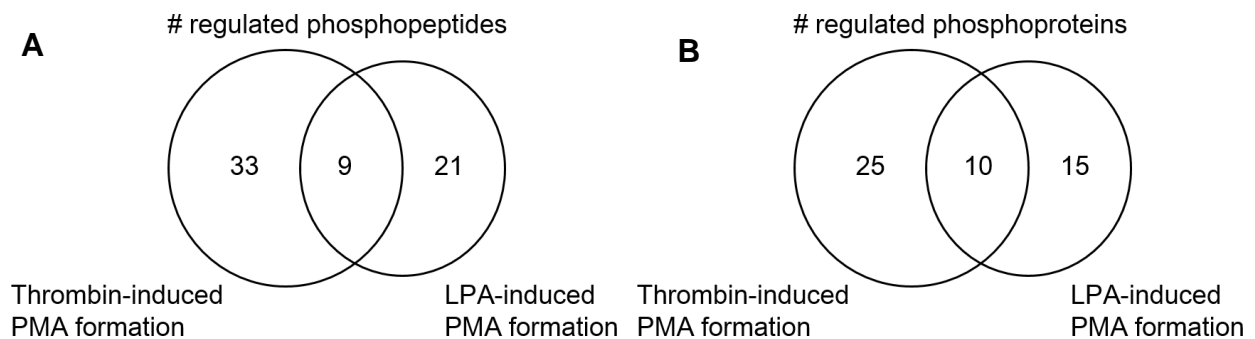 # regulated phosphopeptides
A
33
9
21
Thrombin-induced
PMA formation
LPA-induced
PMA formation
# regulated phosphoproteins
B
25
10
15
Thrombin-induced
PMA formation
LPA-induced
PMA formation